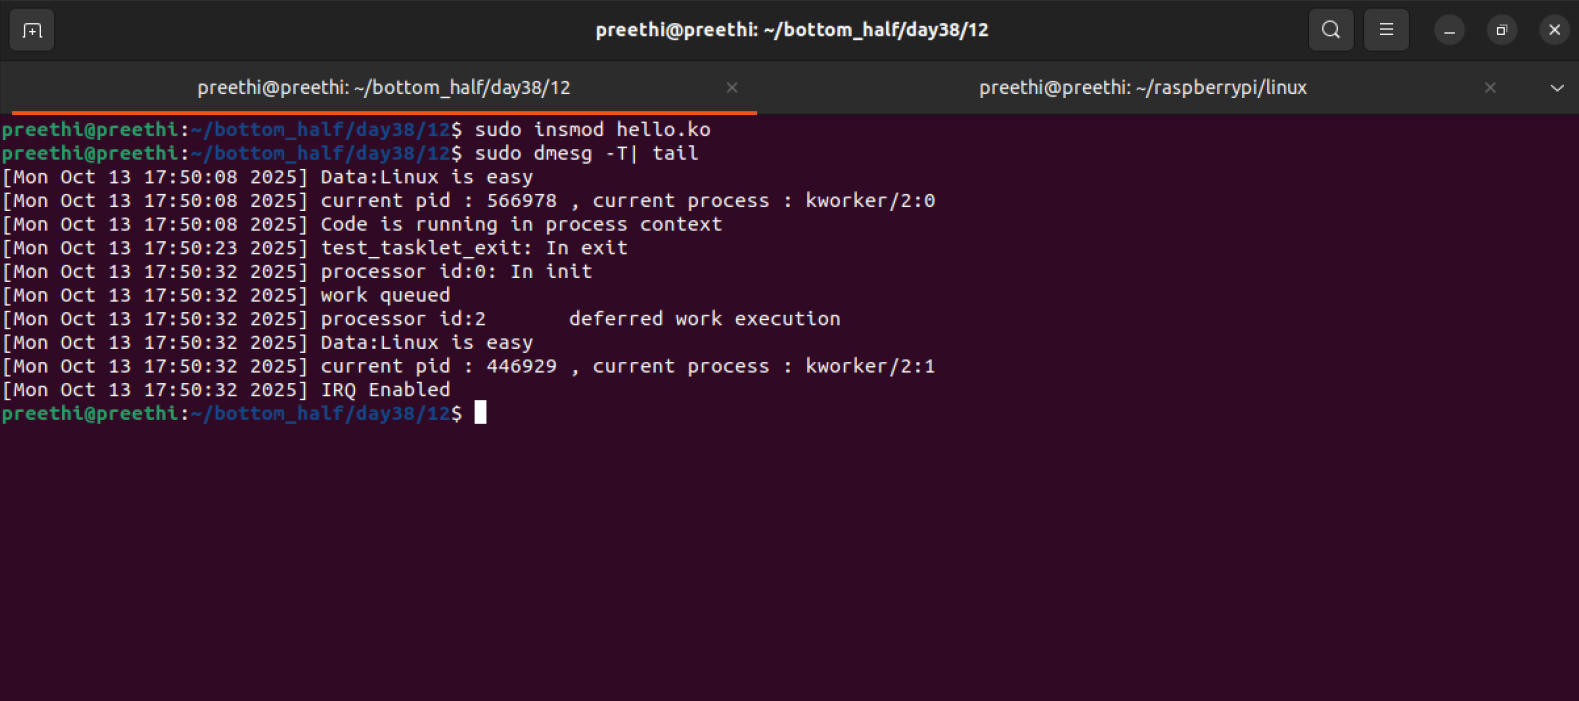 preethi@preethi: ~/bottom_half/day38/12
preethi@preethi: ~/bottom_half/day38/12
preethi@preethi: ~/raspberrypi/linux
preethi@preethi:~/bottom_half/day38/12$ sudo insmod hello.ko
preethi@preethi:~/bottom_half/day38/12$ sudo dmesg -T| tail
[Mon Oct 13 17:50:08 2025] Data:Linux is easy
[Mon Oct 13 17:50:08 2025] current pid : 566978 , current process : kworker/2:0
[Mon Oct 13 17:50:08 2025] Code is running in process context
[Mon Oct 13 17:50:23 2025] test_tasklet_exit: In exit
[Mon Oct 13 17:50:32 2025] processor id:0: In init
[Mon Oct 13 17:50:32 2025] work queued
[Mon Oct 13 17:50:32 2025] processor id:2       deferred work execution
[Mon Oct 13 17:50:32 2025] Data:Linux is easy
[Mon Oct 13 17:50:32 2025] current pid : 446929 , current process : kworker/2:1
[Mon Oct 13 17:50:32 2025] IRQ Enabled
preethi@preethi:~/bottom_half/day38/12$